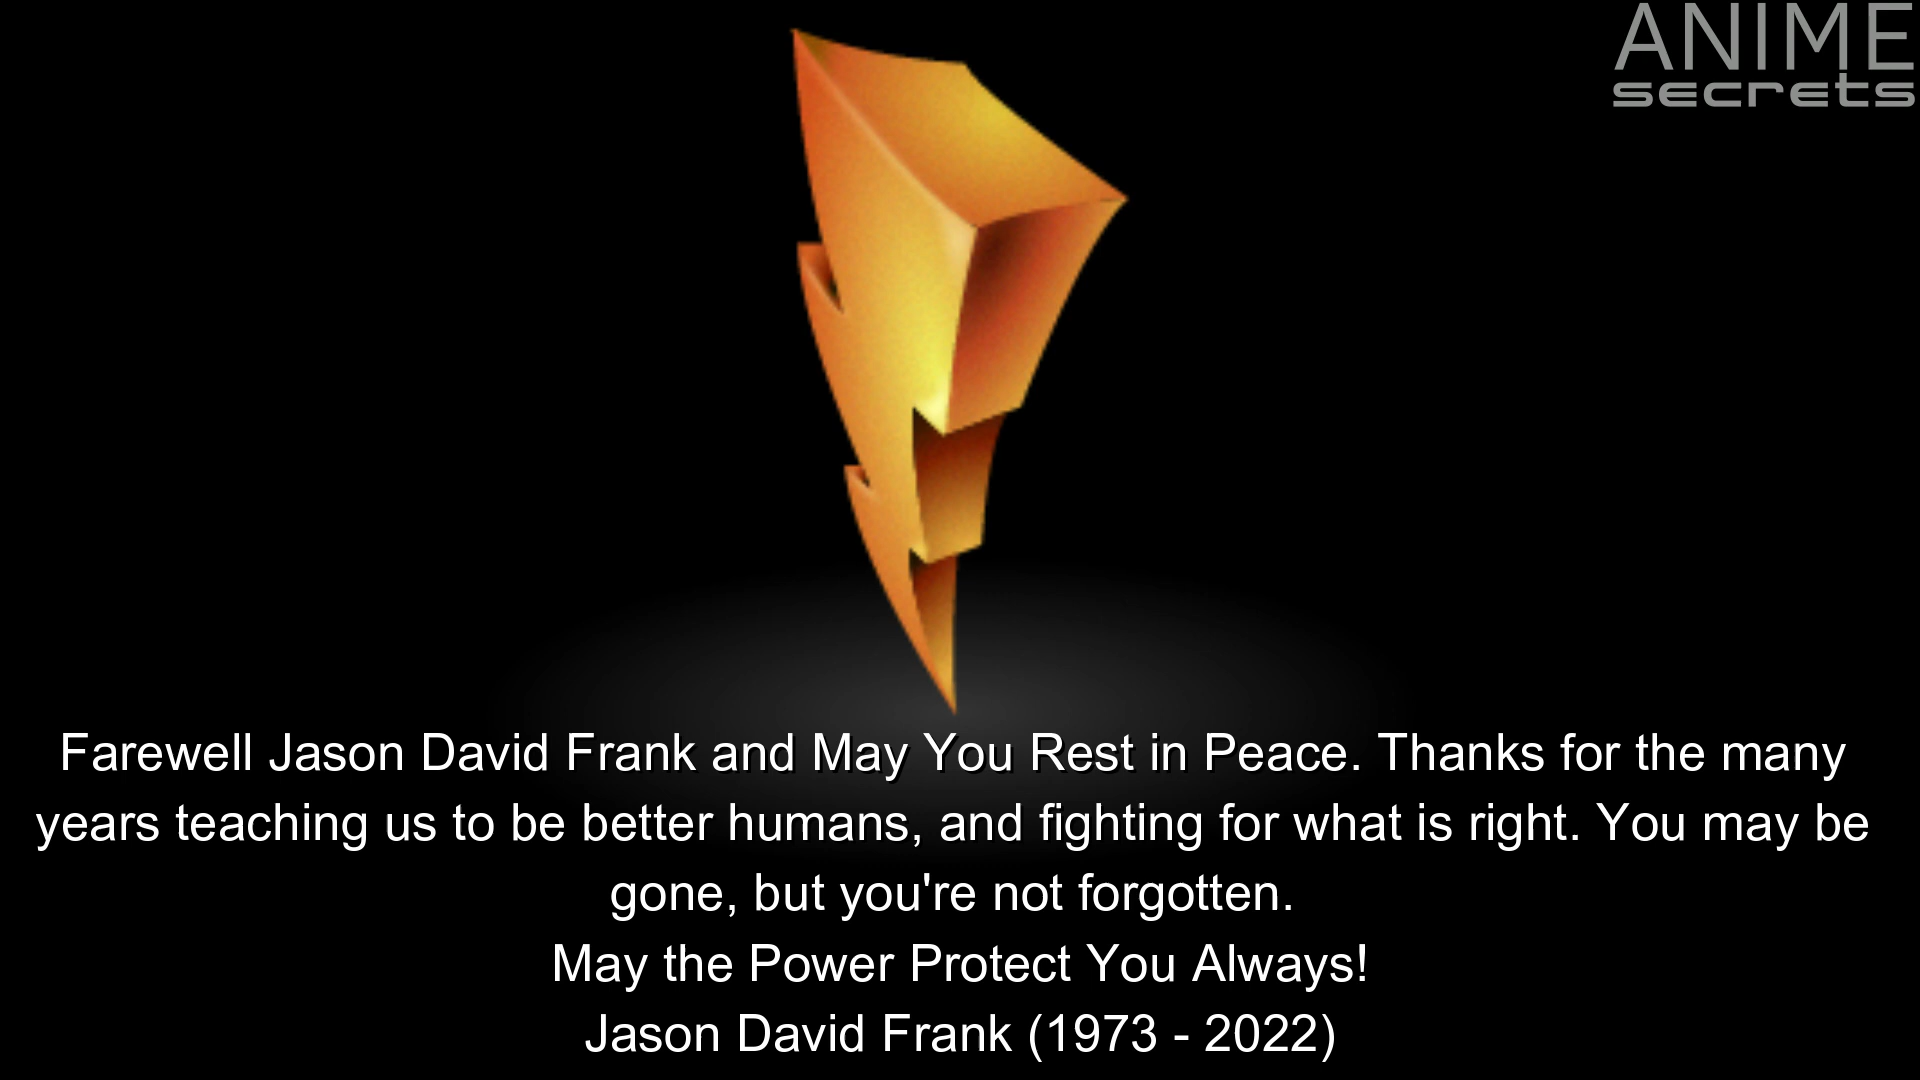 ANIME
secrets
Farewell Jason David Frank and May You Rest in Peace. Thanks for the many
years teaching us to be better humans, and fighting for what is right. You may be
gone, but you're not forgotten.
May the Power Protect You Always!
Jason David Frank (1973 - 2022)